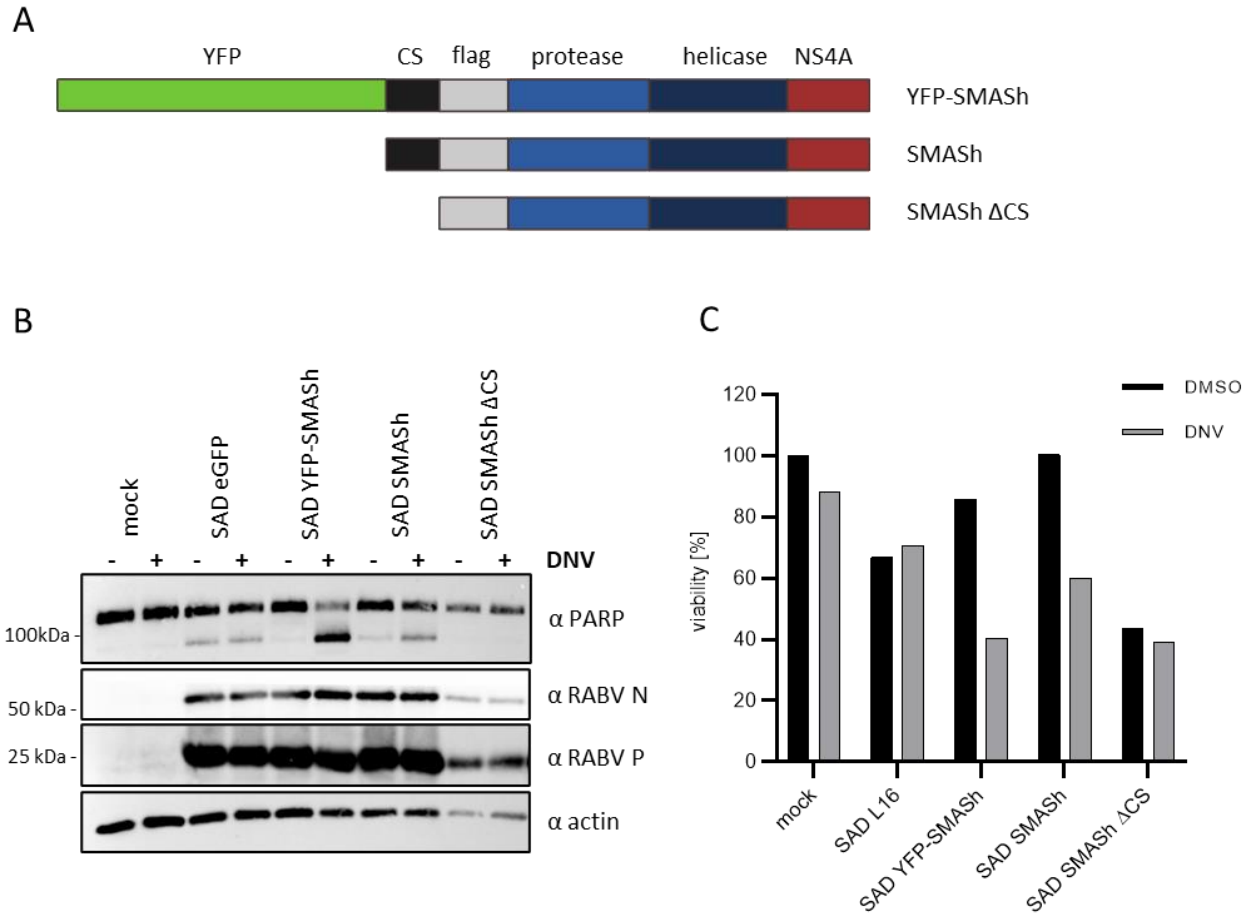 A
YFP CS flag protease helicase NS4A
YFP-SMASh
SMASh
SMASh ΔCS
B
mock
SAD eGFP
SAD YFP-SMASh
SAD SMASh
SAD SMASh ΔCS
- + - + - + - + - + DNV
100kDa -
α PARP
50 kDa -
α RABV N
25 kDa -
α RABV P
α actin
C
DMSO
DNV
viability [%]
120
100
80
60
40
20
0
mock
SAD L16
SAD YFP-SMASh
SAD SMASh
SAD SMASh ΔCS